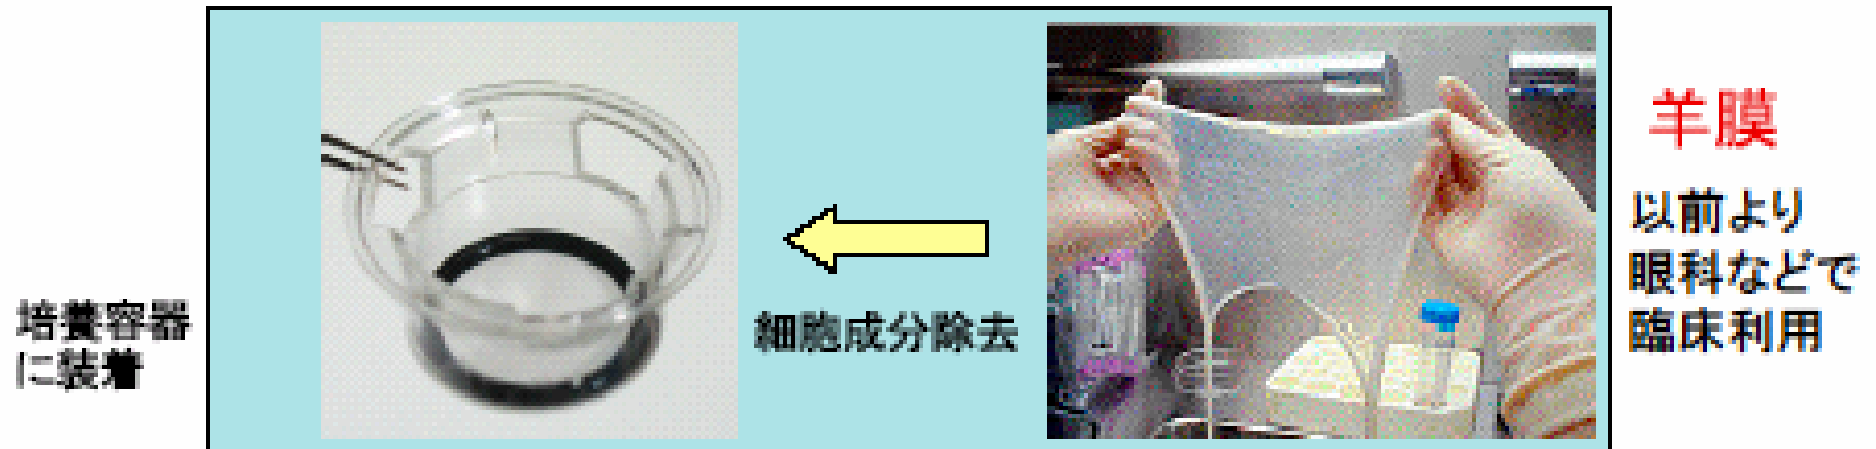 羊膜
以前より
眼科などで
臨床利用
細胞成分除去
培養容器
に装着